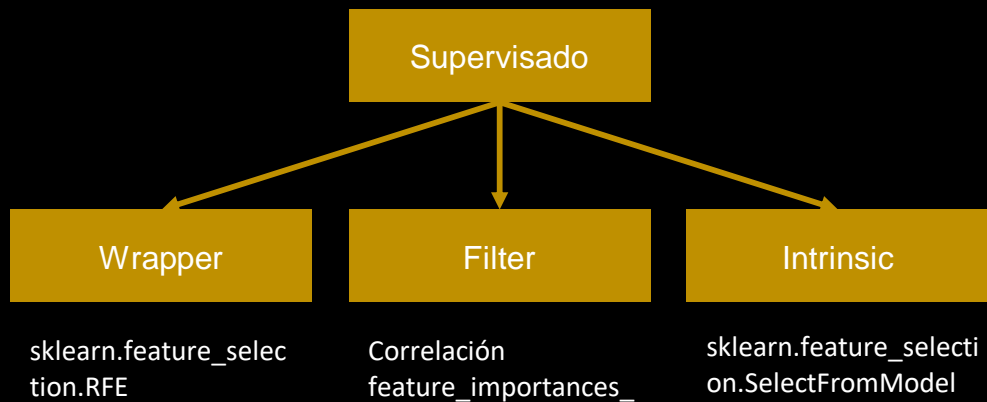 Supervisado
Wrapper
Filter
Intrinsic
sklearn.feature_selec
tion.RFE
Correlación
feature_importances_
sklearn.feature_selecti
on.SelectFromModel